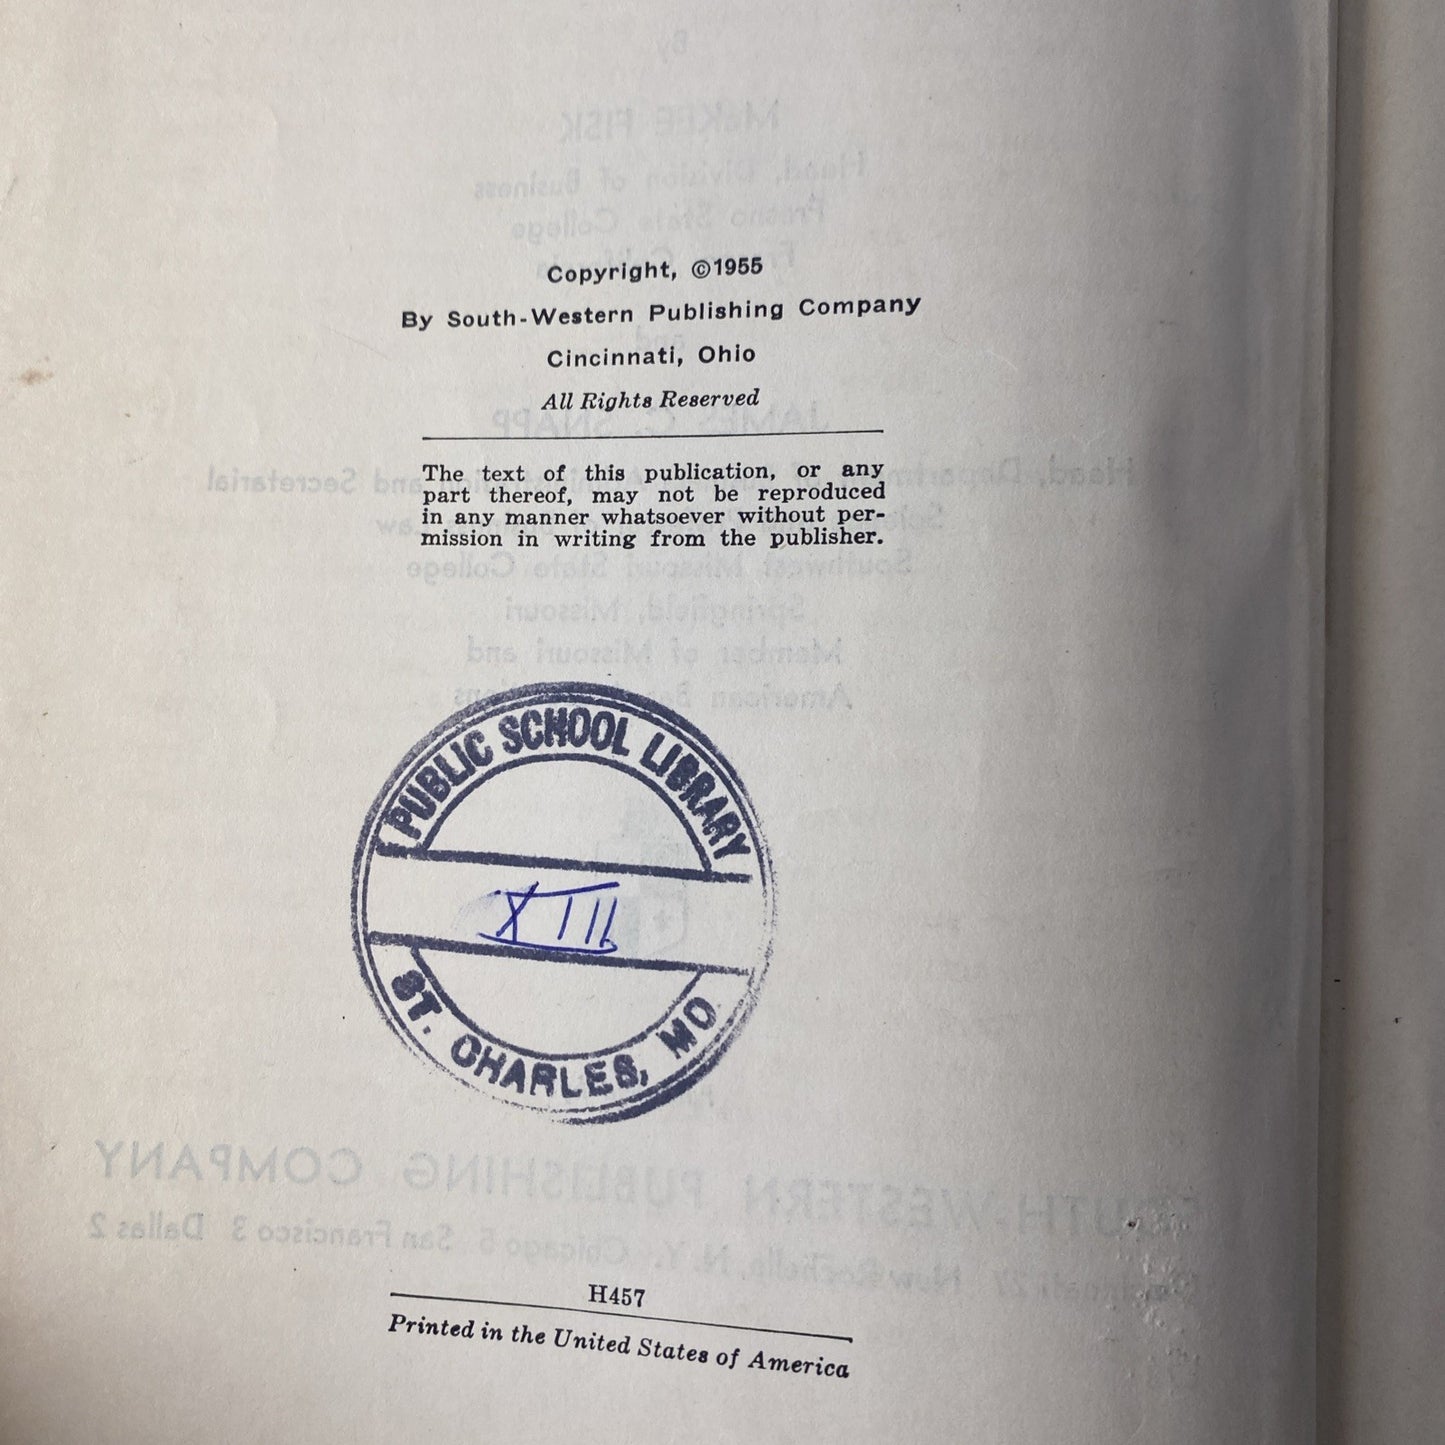 Copyright, ©1955
By South-Western Publishing Company
Cincinnati, Ohio
All Rights Reserved
The text of this publication, or any
part thereof, may not be reproduced
in any manner whatsoever without per-
mission in writing from the publisher.
PUBLIC SCHOOL LIBRARY
ST. CHARLES, MO.
H457
Printed in the United States of America